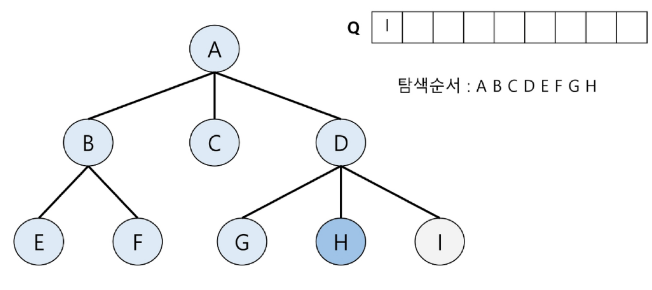 Q I
A
탐색순서 : A B C D E F G H
B C D
E F G H I